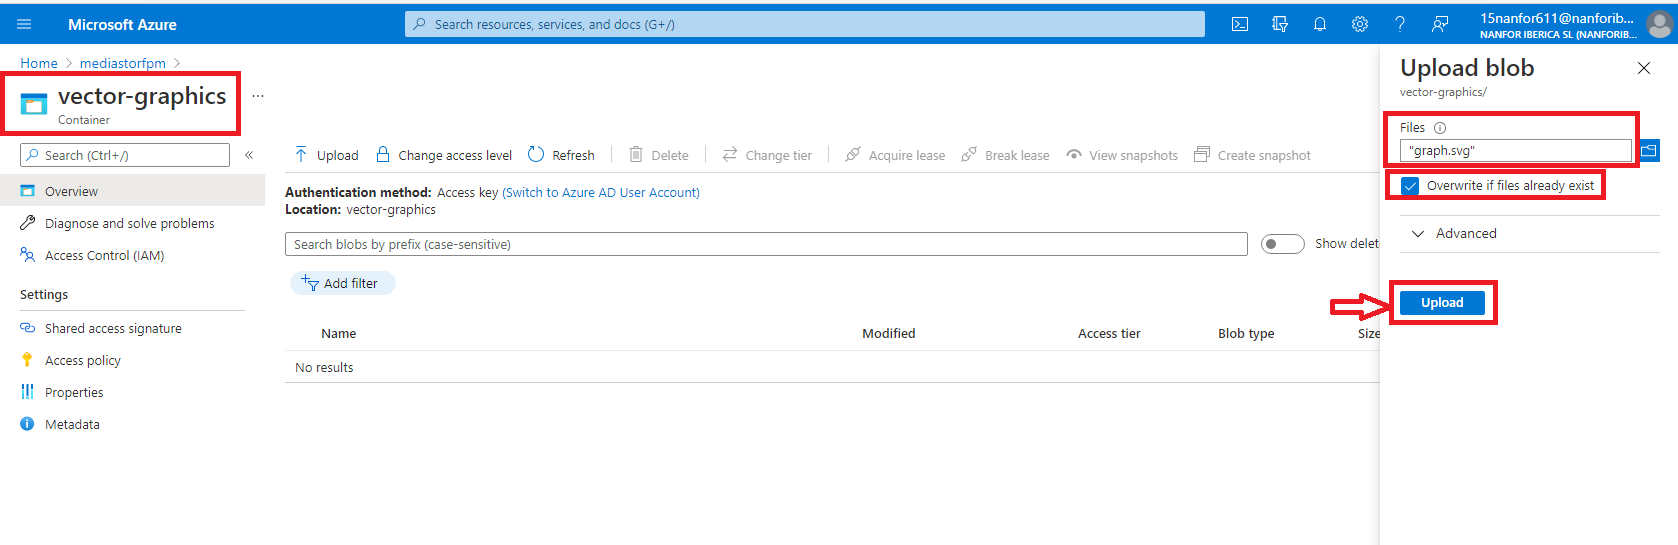 Microsoft Azure
Search resources, services, and docs (G+/)
15nanfor611@nanforib...
NANFOR IBERICA SL (NANFORIB...
Home > mediastorfpm >
vector-graphics ...
Container
Search (Ctrl+/) «
Overview
Diagnose and solve problems
Access Control (IAM)
Settings
Shared access signature
Access policy
Properties
Metadata
Upload Change access level Refresh Delete Change tier Acquire lease Break lease View snapshots Create snapshot
Authentication method: Access key (Switch to Azure AD User Account)
Location: vector-graphics
Search blobs by prefix (case-sensitive)
Show delet
Add filter
Name Modified Access tier Blob type Size
No results
Upload blob
vector-graphics/
Files
"graph.svg"
Overwrite if files already exist
Advanced
Upload